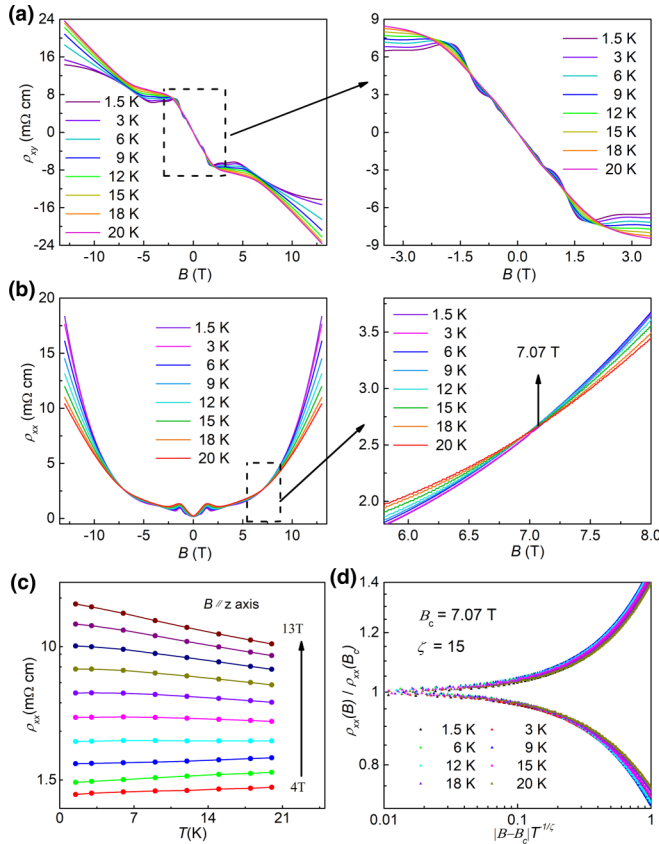 (a)
24
16
8
0
-8
-16
-24
ρxy (mΩ cm)
1.5 K
3 K
6 K
9 K
12 K
15 K
18 K
20 K
-10 -5 0 5 10
B (T)
9
6
3
0
-3
-6
-9
1.5 K
3 K
6 K
9 K
12 K
15 K
18 K
20 K
-3.0 -1.5 0.0 1.5 3.0
B (T)
(b)
20
15
10
5
0
ρxx (mΩ cm)
1.5 K
3 K
6 K
9 K
12 K
15 K
18 K
20 K
-10 -5 0 5 10
B (T)
3.5
3.0
2.5
2.0
1.5 K
3 K
6 K
9 K
12 K
15 K
18 K
20 K
7.07 T
6.0 6.5 7.0 7.5 8.0
B (T)
(c)
10
1.5
ρxx (mΩ cm)
B // z axis
13T
4T
0 6 12 18 24
T(K)
(d)
1.4
1.2
1
0.8
ρxx(B) / ρxx(Bc)
Bc = 7.07 T
ζ = 15
1.5 K 3 K
6 K 9 K
12 K 15 K
18 K 20 K
0.01 0.1 1
|B-Bc|T^1/ζ